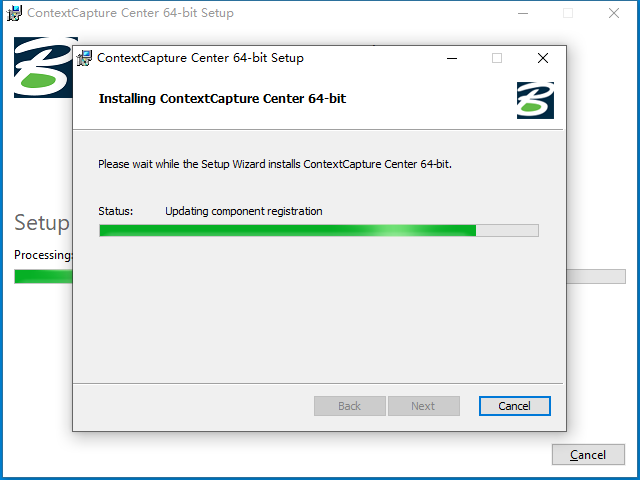 ContextCapture Center 64-bit Setup
ContextCapture Center 64-bit Setup
Installing ContextCapture Center 64-bit
Please wait while the Setup Wizard installs ContextCapture Center 64-bit.
Setup
Status: Updating component registration
Processing:
Back Next Cancel
Cancel